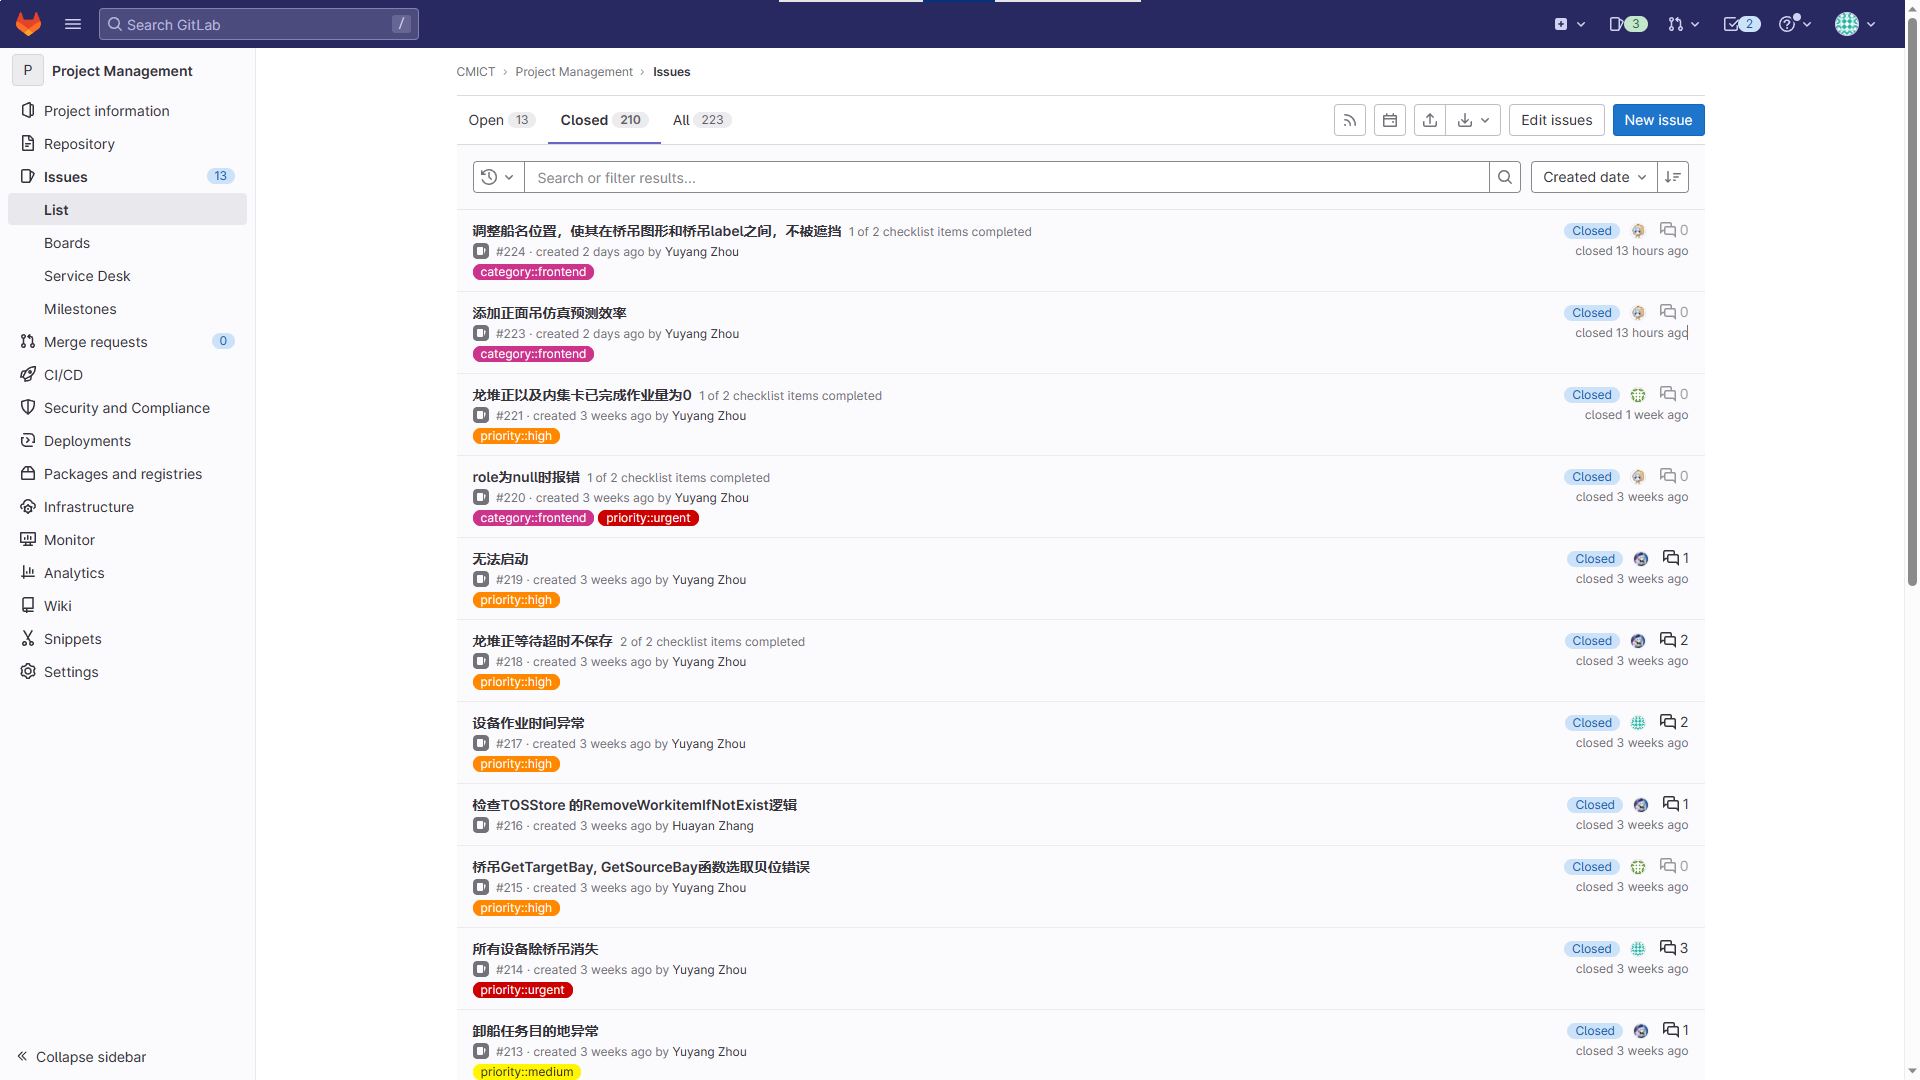 Search GitLab
/
3
2
P
Project Management
Project information
Repository
Issues
13
List
Boards
Service Desk
Milestones
Merge requests
0
CI/CD
Security and Compliance
Deployments
Packages and registries
Infrastructure
Monitor
Analytics
Wiki
Snippets
Settings
Collapse sidebar
CMICT › Project Management › Issues
Open 13 Closed 210 All 223
Edit issues
New issue
Search or filter results...
Created date
调整船名位置，使其在桥吊图形和桥吊label之间，不被遮挡 1 of 2 checklist items completed
Closed 0
#224 · created 2 days ago by Yuyang Zhou
closed 13 hours ago
category::frontend
添加正面吊仿真预测效率
Closed 0
#223 · created 2 days ago by Yuyang Zhou
closed 13 hours ago
category::frontend
龙堆正以及内集卡已完成作业量为0 1 of 2 checklist items completed
Closed 0
#221 · created 3 weeks ago by Yuyang Zhou
closed 1 week ago
priority::high
role为null时报错 1 of 2 checklist items completed
Closed 0
#220 · created 3 weeks ago by Yuyang Zhou
closed 3 weeks ago
category::frontend priority::urgent
无法启动
Closed 1
#219 · created 3 weeks ago by Yuyang Zhou
closed 3 weeks ago
priority::high
龙堆正等待超时不保存 2 of 2 checklist items completed
Closed 2
#218 · created 3 weeks ago by Yuyang Zhou
closed 3 weeks ago
priority::high
设备作业时间异常
Closed 2
#217 · created 3 weeks ago by Yuyang Zhou
closed 3 weeks ago
priority::high
检查TOSStore 的RemoveWorkitemIfNotExist逻辑
Closed 1
#216 · created 3 weeks ago by Huayan Zhang
closed 3 weeks ago
桥吊GetTargetBay, GetSourceBay函数选取贝位错误
Closed 0
#215 · created 3 weeks ago by Yuyang Zhou
closed 3 weeks ago
priority::high
所有设备除桥吊消失
Closed 3
#214 · created 3 weeks ago by Yuyang Zhou
closed 3 weeks ago
priority::urgent
卸船任务目的地异常
Closed 1
#213 · created 3 weeks ago by Yuyang Zhou
closed 3 weeks ago
priority::medium